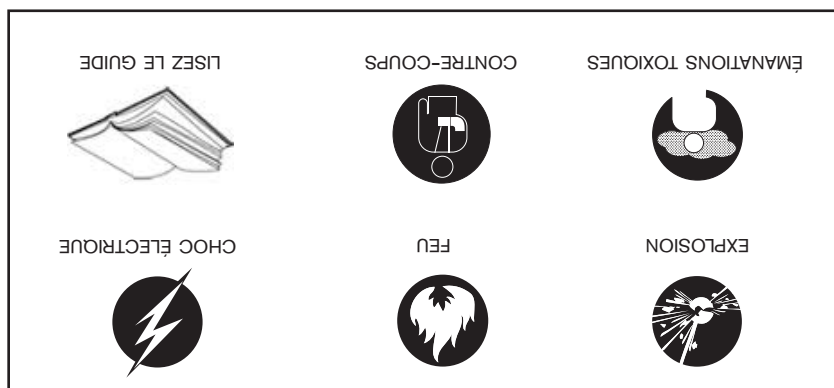 EXPLOSION
FEU
CHOC ÉLECTRIQUE
ÉMANATIONS TOXIQUES
CONTRE-COUPS
LISEZ LE GUIDE